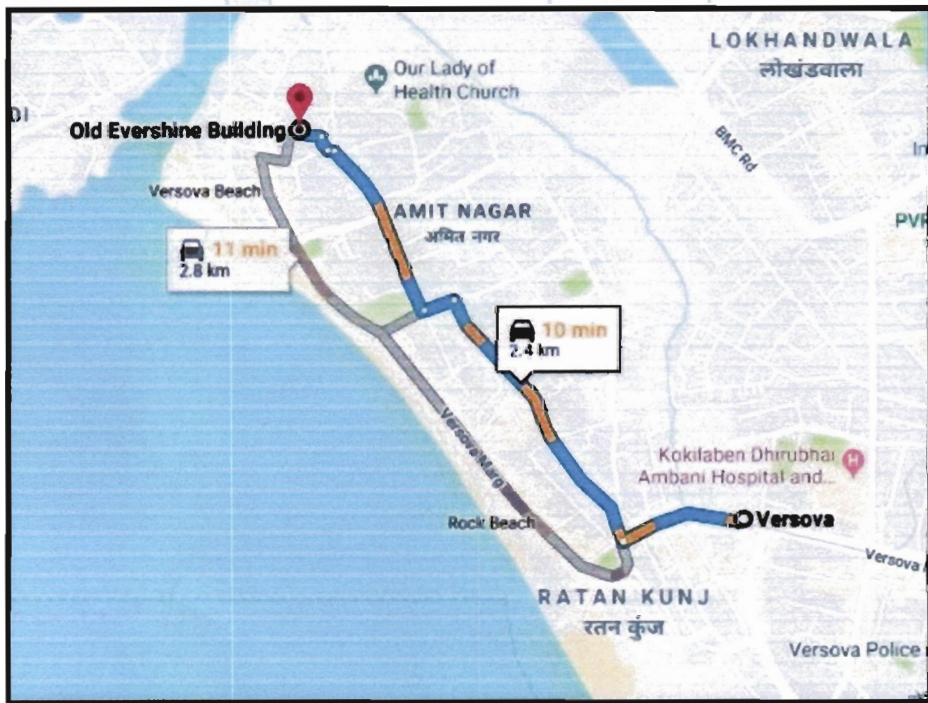 LOKHANDWALA
लोखंडवाला
Our Lady of
Health Church
DI
Old Evershine Building
BMC Rd
In
Versova Beach
AMIT NAGAR
अमित नगर
PVR
11 min
2.8 km
10 min
2.4 km
Versova Marg
Kokilaben Dhirubhai
Ambani Hospital and...
H
Rock Beach
Versova
Versova
RATAN KUNJ
रतन कुंज
Versova Police